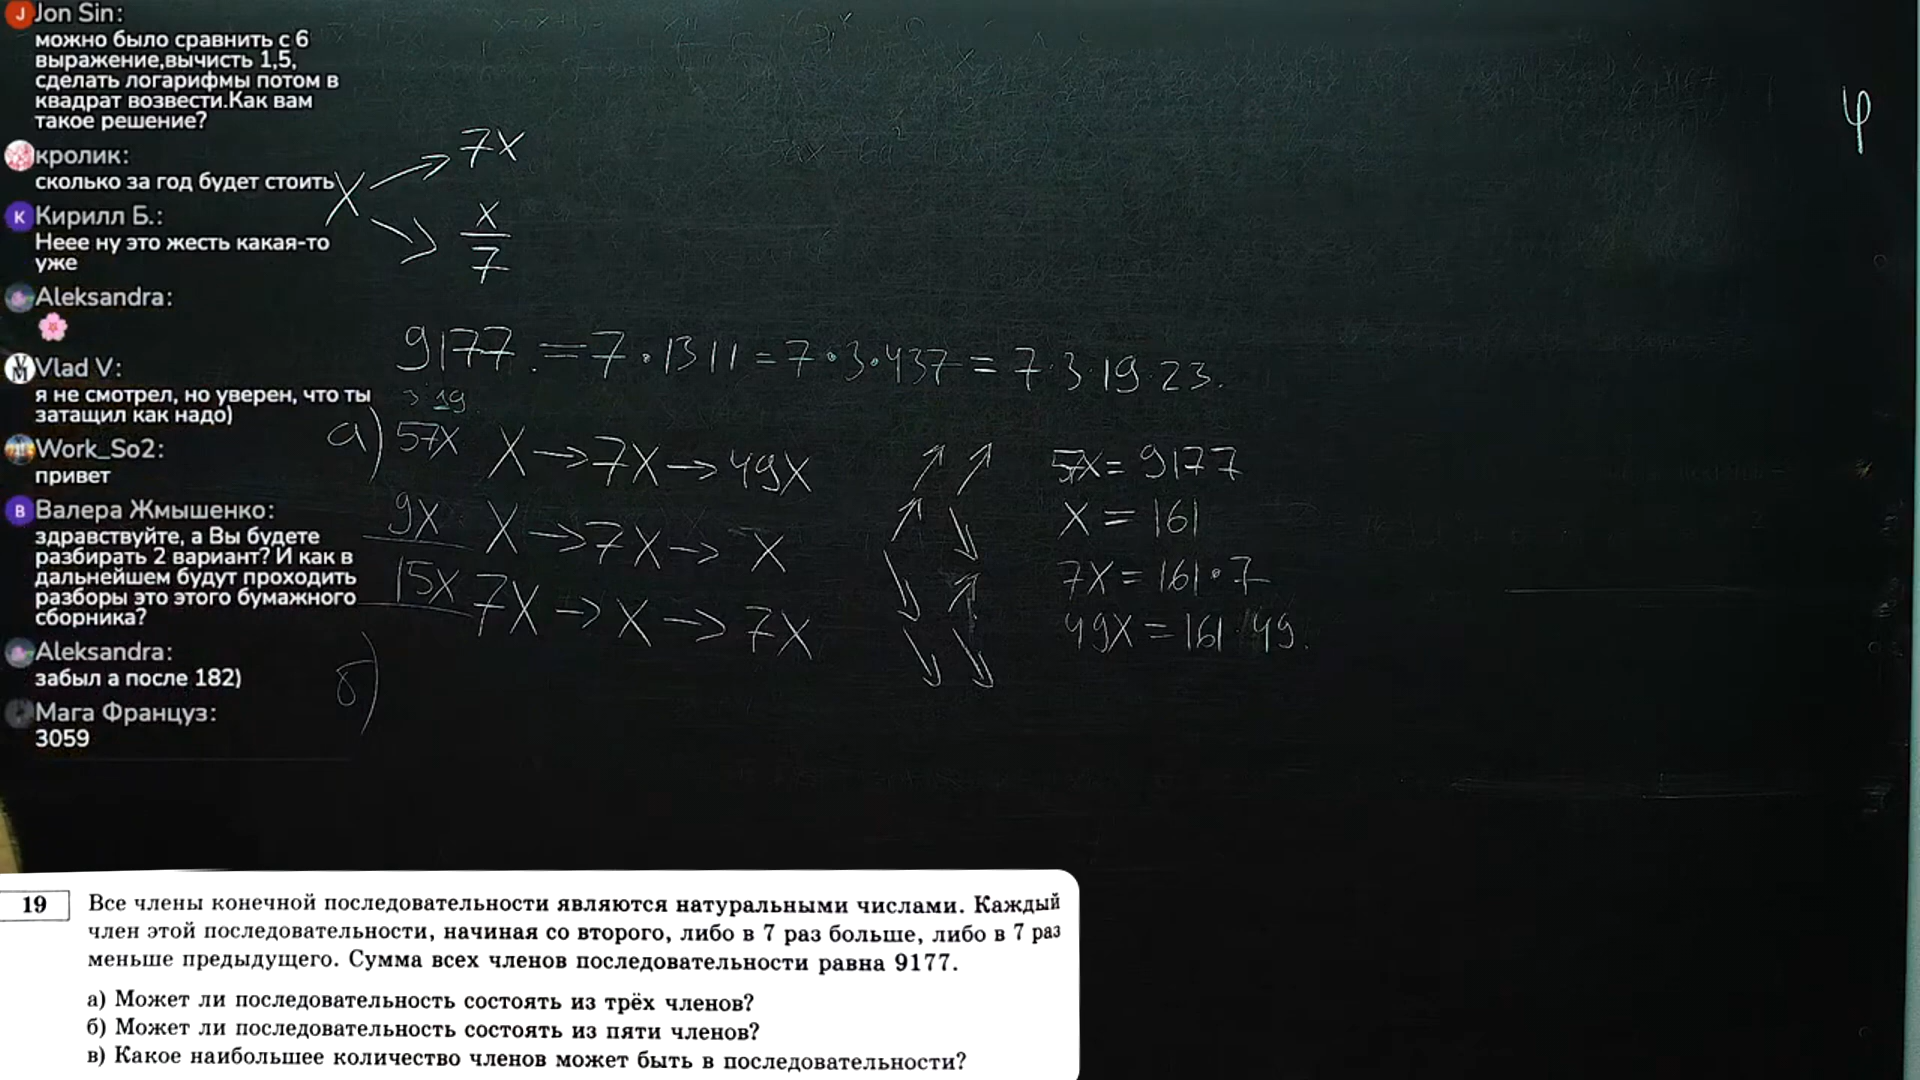 Jon Sin:
можно было сравнить с 6
выражение,вычисть 1,5,
сделать логарифмы потом в
квадрат возвести.Как вам
такое решение?
кролик:
сколько за год будет стоить
Кирилл Б.:
Неее ну это жесть какая-то
уже
Aleksandra:
Vlad V:
я не смотрел, но уверен, что ты
затащил как надо)
Work_So2:
привет
Валера Жмышенко:
здравствуйте, а Вы будете
разбирать 2 вариант? И как в
дальнейшем будут проходить
разборы это этого бумажного
сборника?
Aleksandra:
забыл а после 182)
Мага Француз:
3059
7x
x
x
7
9177 = 7·1311 = 7·3·437 = 7·3·19·23.
3 19
а) 57x x → 7x → 49x
9x x → 7x → x
15x 7x → x → 7x
б)
57x = 9177
x = 161
7x = 161·7
49x = 161·49.
19
Все члены конечной последовательности являются натуральными числами. Каждый
член этой последовательности, начиная со второго, либо в 7 раз больше, либо в 7 раз
меньше предыдущего. Сумма всех членов последовательности равна 9177.
а) Может ли последовательность состоять из трёх членов?
б) Может ли последовательность состоять из пяти членов?
в) Какое наибольшее количество членов может быть в последовательности?